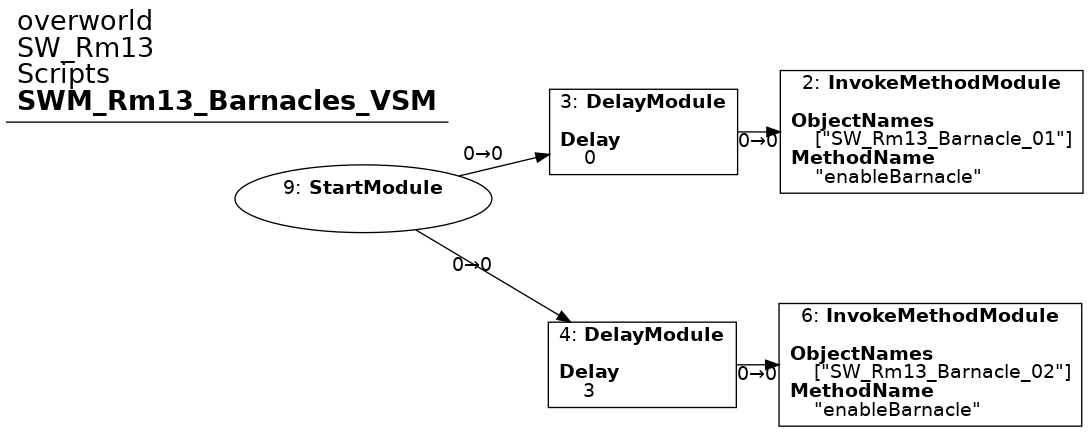 overworld
SW_Rm13
Scripts
SWM_Rm13_Barnacles_VSM
9: StartModule
0→0
3: DelayModule
Delay
0
0→0
2: InvokeMethodModule
ObjectNames
["SW_Rm13_Barnacle_01"]
MethodName
"enableBarnacle"
0→0
4: DelayModule
Delay
3
0→0
6: InvokeMethodModule
ObjectNames
["SW_Rm13_Barnacle_02"]
MethodName
"enableBarnacle"